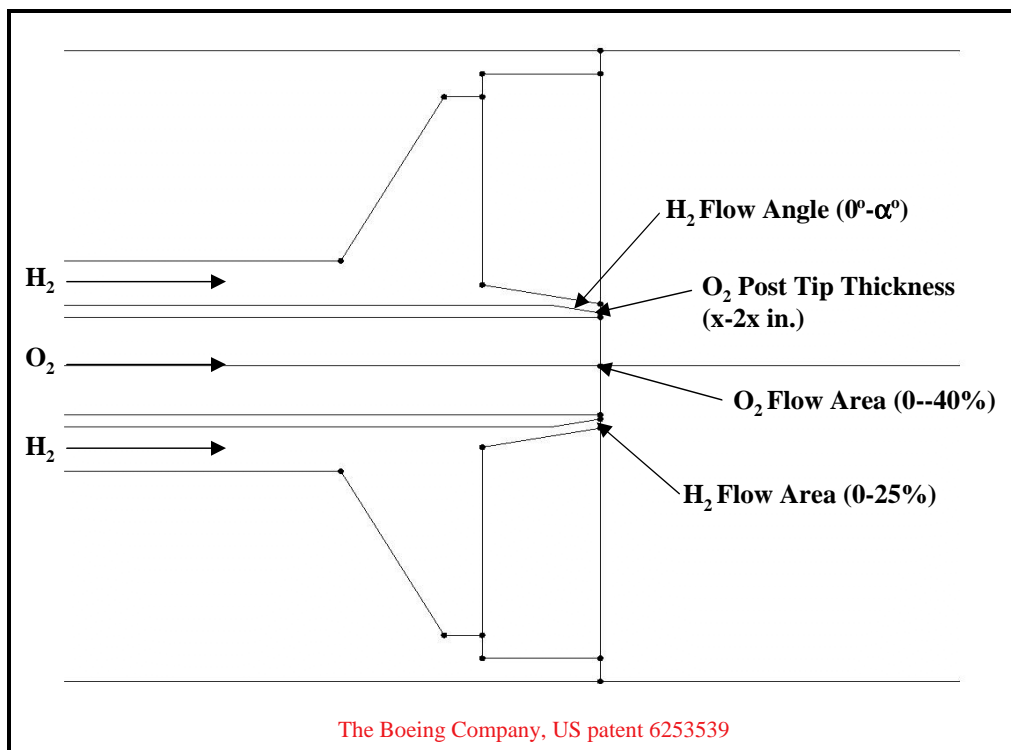 H₂ Flow Angle (0º-αº)
H₂
O₂ Post Tip Thickness
(x-2x in.)
O₂
O₂ Flow Area (0--40%)
H₂
H₂ Flow Area (0-25%)
The Boeing Company, US patent 6253539